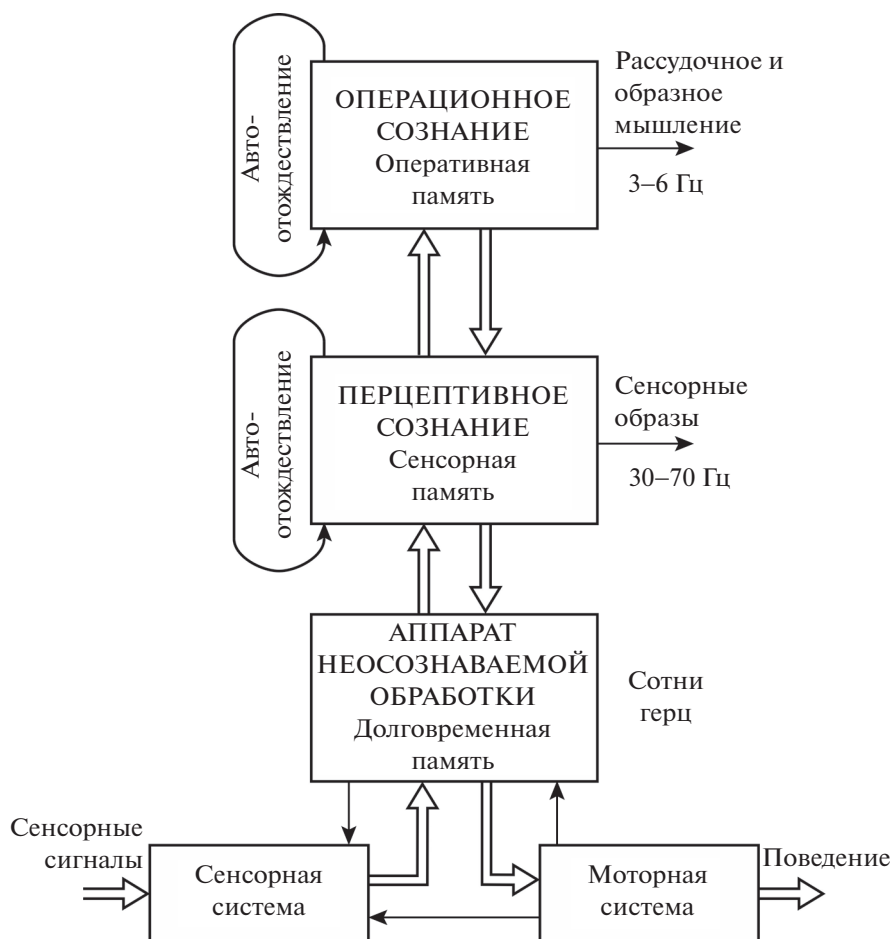 Авто-
отождествление
ОПЕРАЦИОННОЕ
СОЗНАНИЕ
Оперативная
память
Рассудочное и
образное
мышление
3–6 Гц
Авто-
отождествление
ПЕРЦЕПТИВНОЕ
СОЗНАНИЕ
Сенсорная
память
Сенсорные
образы
30–70 Гц
АППАРАТ
НЕОСОЗНАВАЕМОЙ
ОБРАБОТКИ
Долговременная
память
Сотни
герц
Сенсорные
сигналы
Сенсорная
система
Моторная
система
Поведение